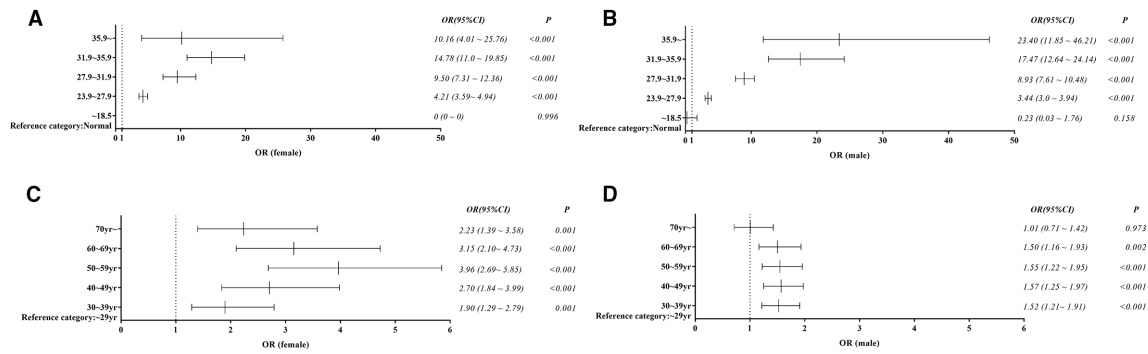 A
OR(95%CI) P
35.9~ 10.16 (4.01 ~ 25.76) <0.001
31.9~35.9 14.78 (11.0 ~ 19.85) <0.001
27.9~31.9 9.50 (7.31 ~ 12.36) <0.001
23.9~27.9 4.21 (3.59~ 4.94) <0.001
~18.5 0 (0 ~ 0) 0.996
Reference category:Normal
0 1 10 20 30 40 50
OR (female)
B
OR(95%CI) P
35.9~ 23.40 (11.85 ~ 46.21) <0.001
31.9~35.9 17.47 (12.64 ~ 24.14) <0.001
27.9~31.9 8.93 (7.61 ~ 10.48) <0.001
23.9~27.9 3.44 (3.0 ~ 3.94) <0.001
~18.5 0.23 (0.03 ~ 1.76) 0.158
Reference category:Normal
0 1 10 20 30 40 50
OR (male)
C
OR(95%CI) P
70yr~ 2.23 (1.39 ~ 3.58) 0.001
60~69yr 3.15 (2.10~ 4.73) <0.001
50~59yr 3.96 (2.69~ 5.85) <0.001
40~49yr 2.70 (1.84 ~ 3.99) <0.001
30~39yr 1.90 (1.29 ~ 2.79) 0.001
Reference category:~29yr
0 1 2 3 4 5 6
OR (female)
D
OR(95%CI) P
70yr~ 1.01 (0.71 ~ 1.42) 0.973
60~69yr 1.50 (1.16 ~ 1.93) 0.002
50~59yr 1.55 (1.22 ~ 1.95) <0.001
40~49yr 1.57 (1.25 ~ 1.97) <0.001
30~39yr 1.52 (1.21~ 1.91) <0.001
Reference category:~29yr
0 1 2 3 4 5 6
OR (male)